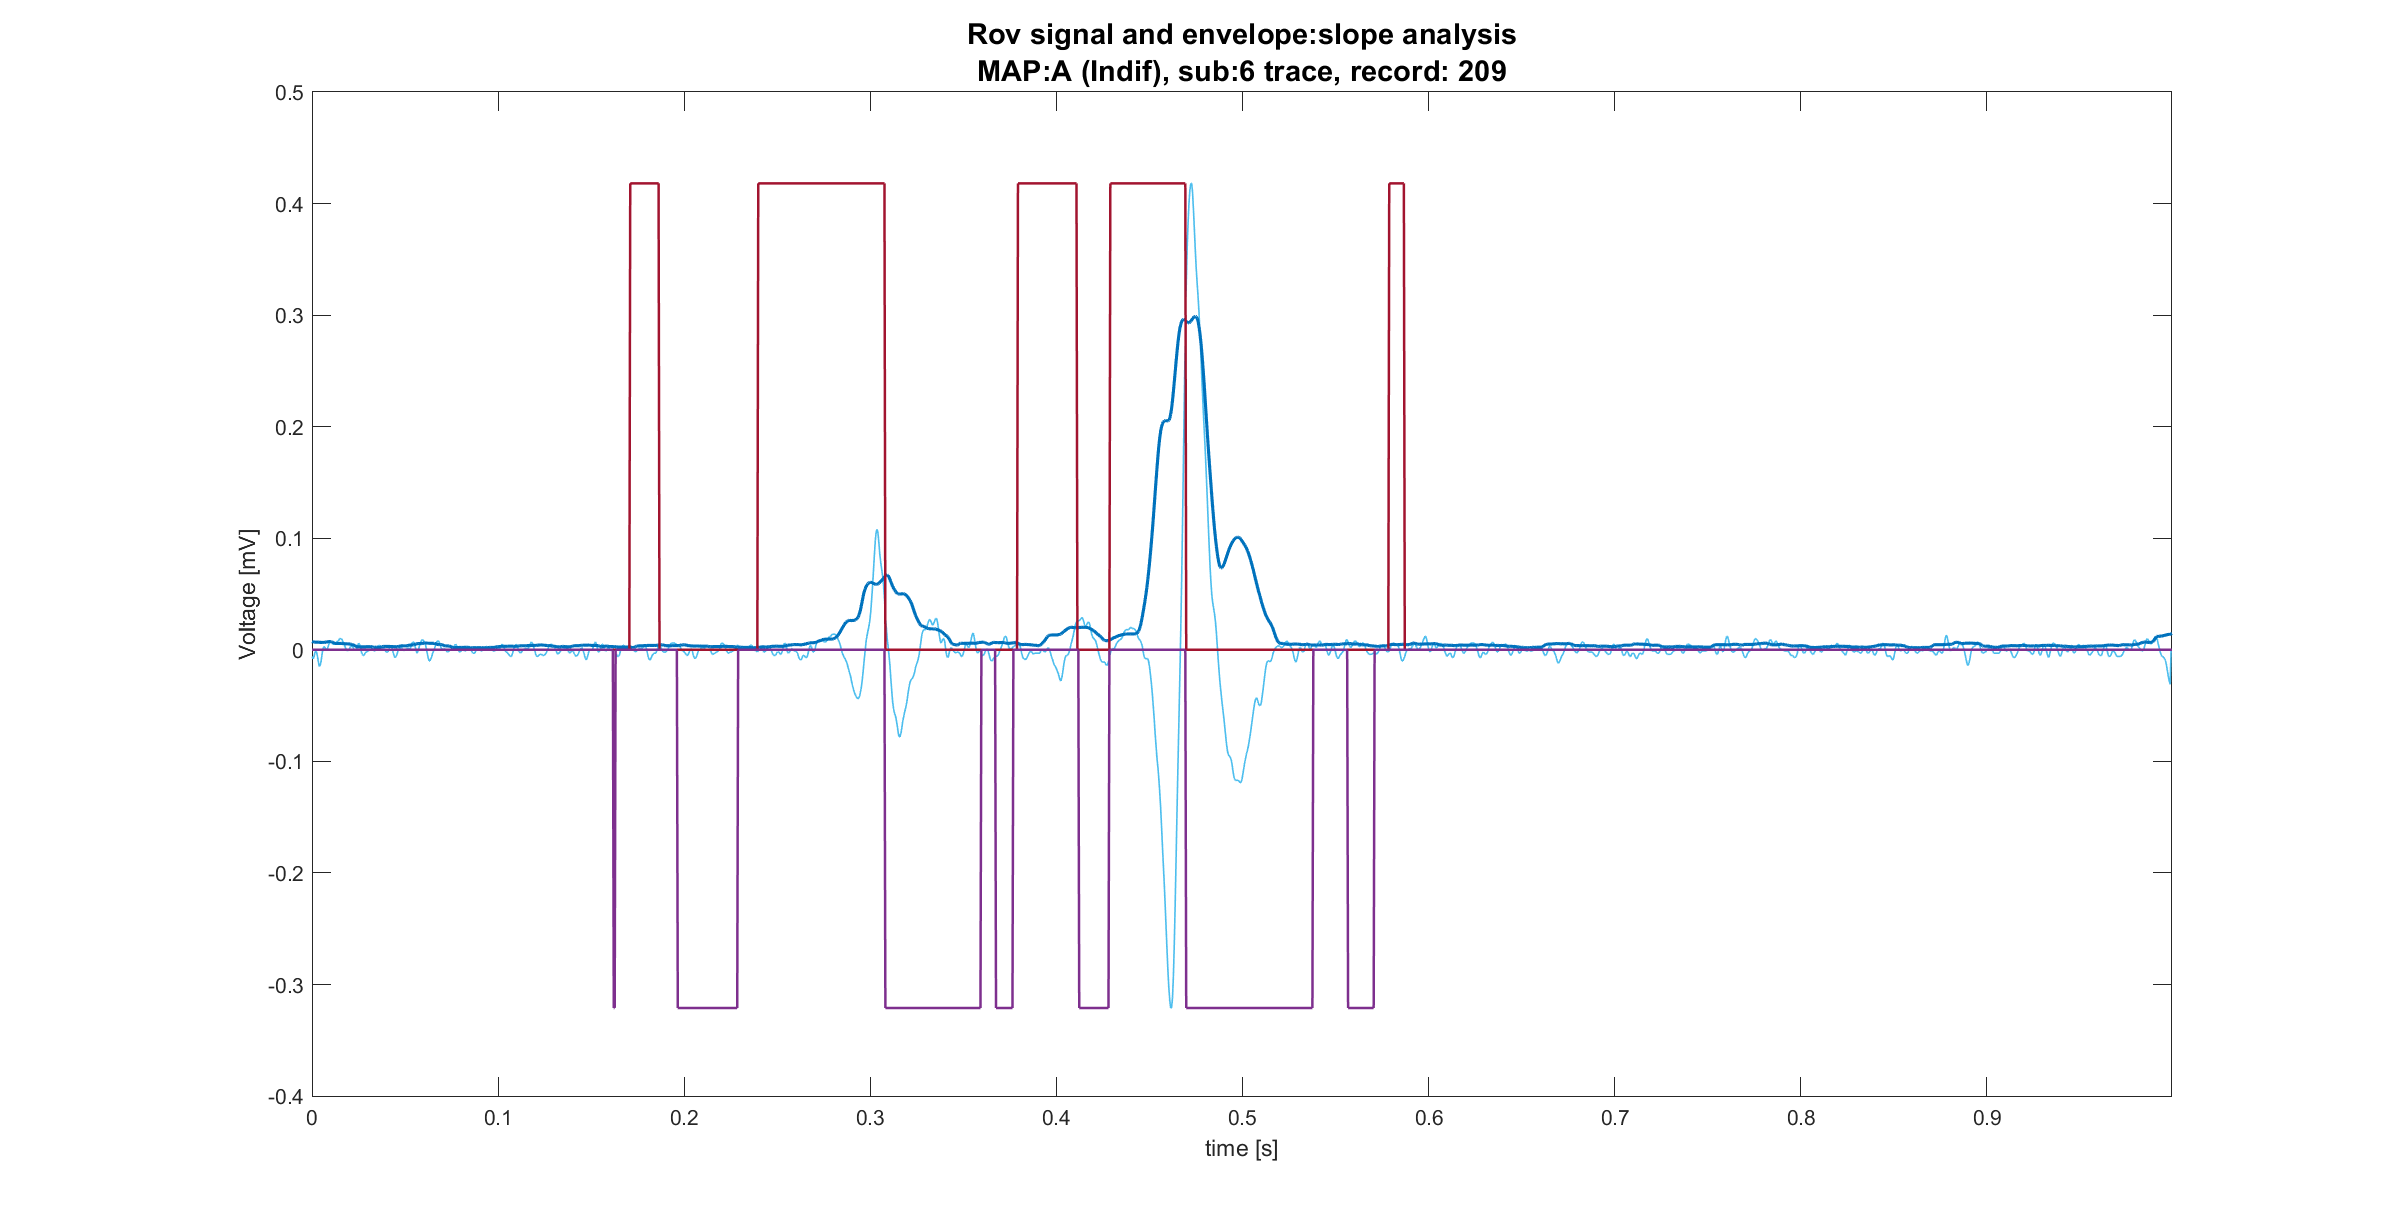 Rov signal and envelope:slope analysis
MAP:A (Indif), sub:6 trace, record: 209
0.5
0.4
0.3
0.2
0.1
0
-0.1
-0.2
-0.3
-0.4
Voltage [mV]
0 0.1 0.2 0.3 0.4 0.5 0.6 0.7 0.8 0.9
time [s]